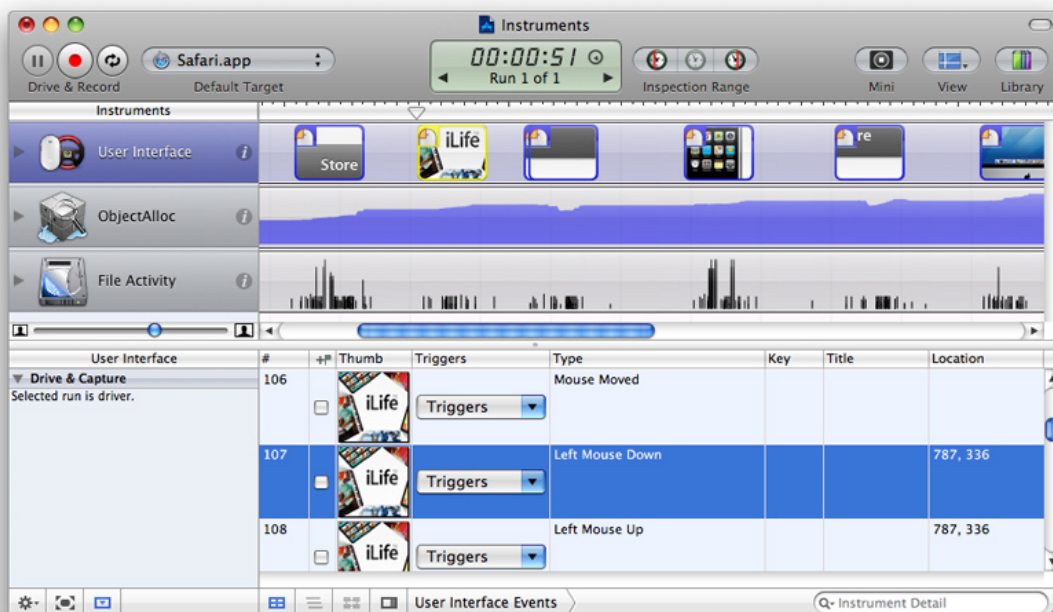 Instruments
Safari.app
00:00:51
Run 1 of 1
Drive & Record
Default Target
Inspection Range
Mini
View
Library
Instruments
User Interface
Store
iLife
re
ObjectAlloc
File Activity
User Interface
# Thumb Triggers Type Key Title Location
Drive & Capture
Selected run is driver.
106 iLife Triggers Mouse Moved
107 iLife Triggers Left Mouse Down 787, 336
108 iLife Triggers Left Mouse Up 787, 336
User Interface Events
Instrument Detail